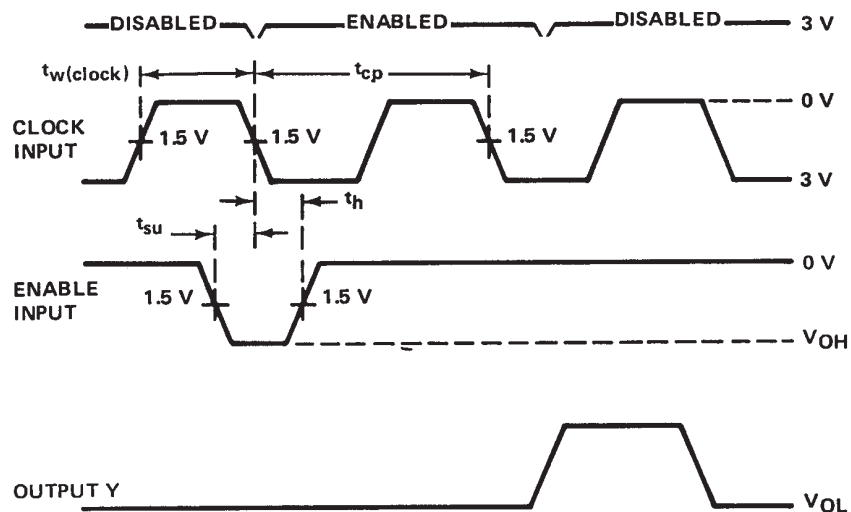 DISABLED ENABLED DISABLED 3 V
tw(clock) tcp
0 V
CLOCK INPUT 1.5 V 1.5 V 1.5 V
3 V
th
tsu
0 V
ENABLE INPUT 1.5 V 1.5 V
VOH
OUTPUT Y VOL